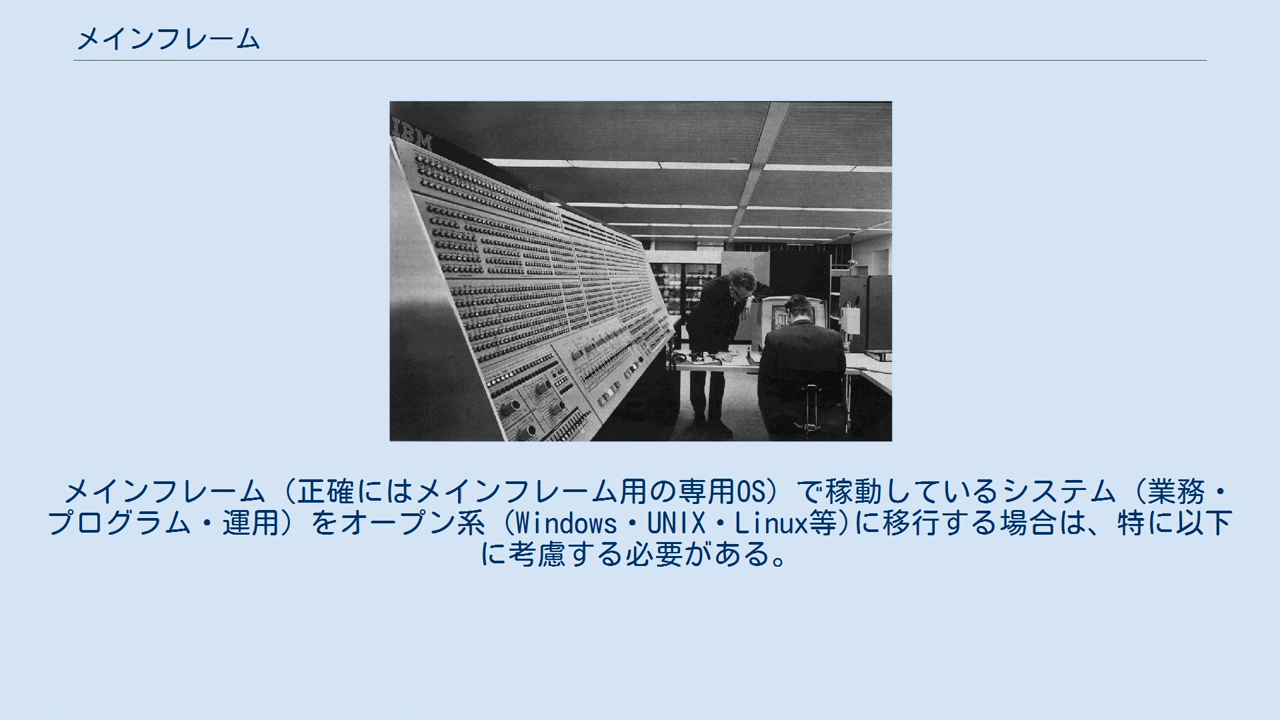 メインフレーム
IBM
メインフレーム（正確にはメインフレーム用の専用OS）で稼動しているシステム（業務・
プログラム・運用）をオープン系（Windows・UNIX・Linux等)に移行する場合は、特に以下
に考慮する必要がある。